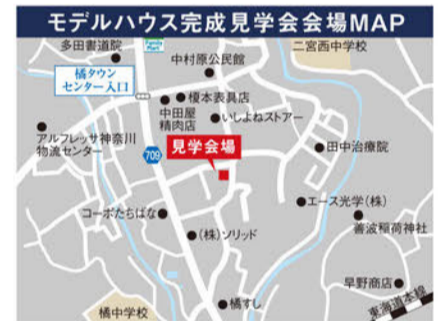 モデルハウス完成見学会会場MAP
多田書道院
Family
Mart
二宮西中学校
中村原公民館
橘タウン
センター入口
榎本表具店
中田屋
精肉店
いしよねストアー
アルフレッサ神奈川
物流センター
見学会場
709
田中治療院
コーポたちばな
エース光学(株)
善波稲荷神社
(株)ソリッド
早野商店
橘すし
橘中学校
東海道本線